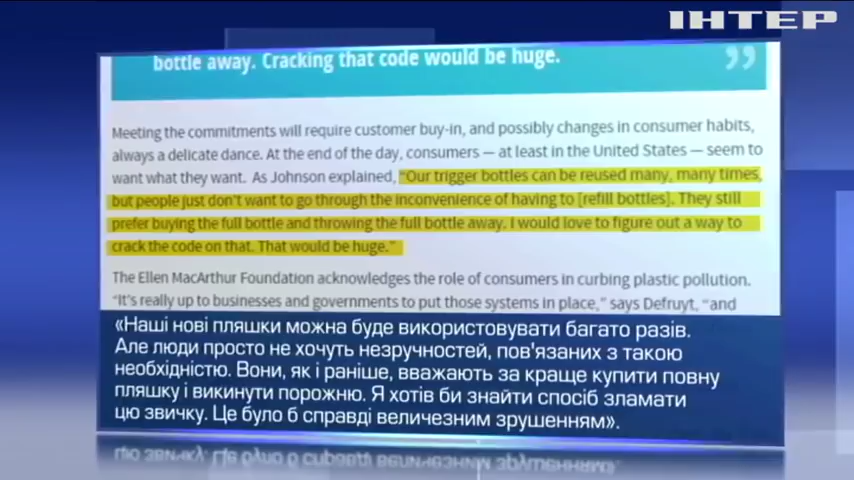 ІНТЕР
bottle away. Cracking that code would be huge.
”
Meeting the commitments will require customer buy-in, and possibly changes in consumer habits,
always a delicate dance. At the end of the day, consumers — at least in the United States — seem to
want what they want. As Johnson explained, “Our trigger bottles can be reused many, many times,
but people just don’t want to go through the inconvenience of having to [refill bottles]. They still
prefer buying the full bottle and throwing the full bottle away. I would love to figure out a way to
crack the code on that. That would be huge.”
The Ellen MacArthur Foundation acknowledges the role of consumers in curbing plastic pollution.
“It’s really up to businesses and governments to put those systems in place,” says Defruyt, “and
«Наші нові пляшки можна буде використовувати багато разів.
Але люди просто не хочуть незручностей, пов'язаних з такою
необхідністю. Вони, як і раніше, вважають за краще купити повну
пляшку і викинути порожню. Я хотів би знайти спосіб зламати
цю звичку. Це було б справді величезним зрушенням».